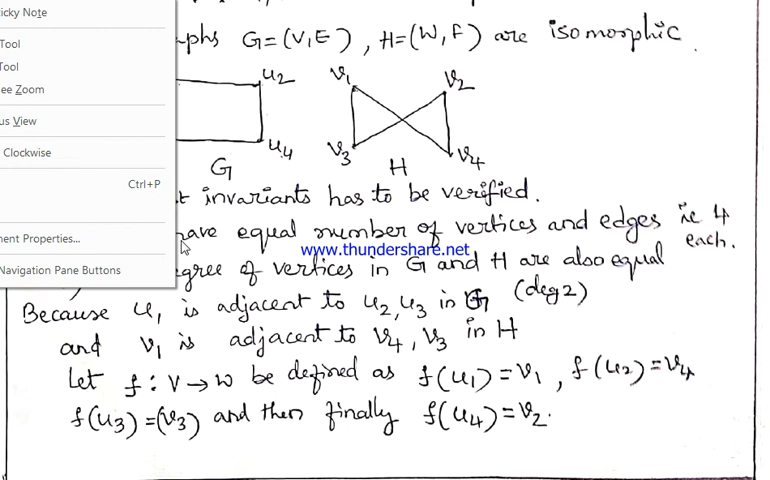 icky Note
Tool
Tool
ee Zoom
us View
Clockwise
Ctrl+P
ent Properties...
Navigation Pane Buttons
phs G=(V,E), H=(W,F) are isomorphic.
u2 v1 v2
u4 v3 v4
G H
t invariants has to be verified.
have equal number of vertices and edges ie 4 each.
www.thundershare.net
gree of vertices in G and H are also equal
Because u1 is adjacent to u2,u3 in G (deg 2)
and v1 is adjacent to v4, v3 in H
Let f: V → W be defined as f(u1)=v1, f(u2)=v4
f(u3)=(v3) and then finally f(u4)=v2.